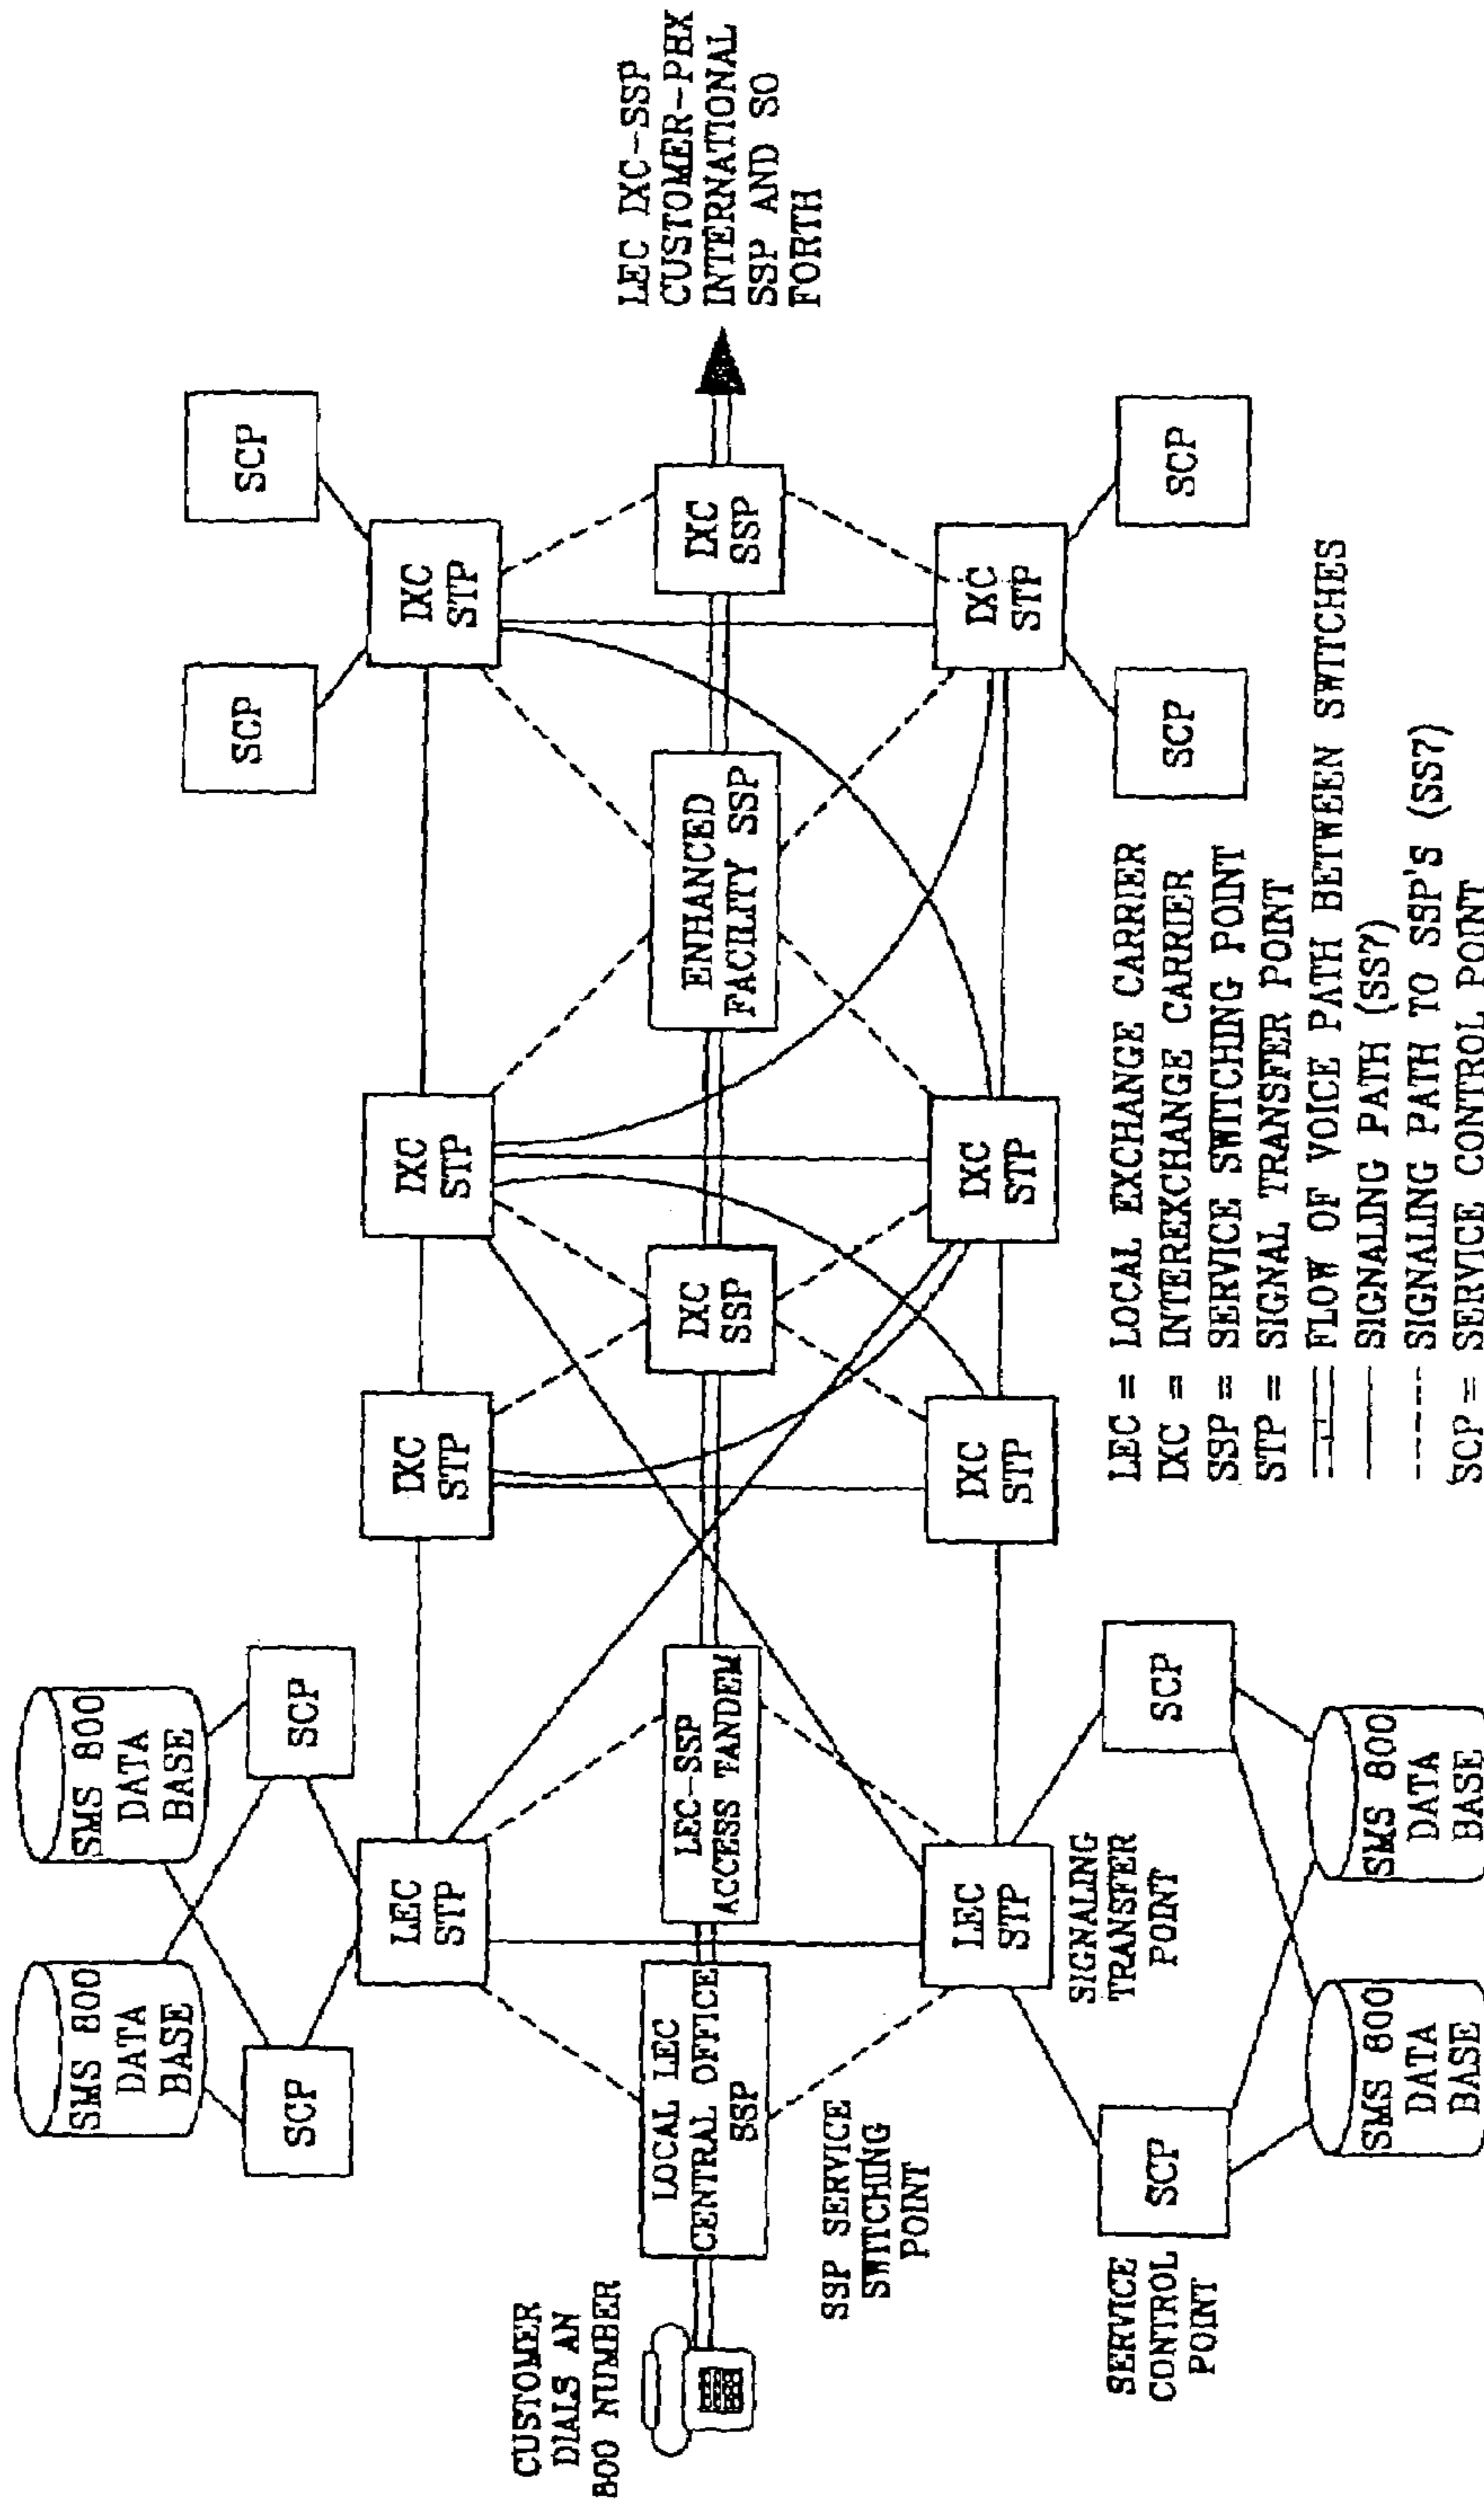 SMS 800
DATA
BASE
SMS 800
DATA
BASE
SCP
SCP
SCP
SCP
LEC
STP
IXC
STP
IXC
STP
IXC
STP
CUSTOMER
DIALS AN
800 NUMBER
LOCAL LEC
CENTRAL OFFICE
SSP
LEC-SSP
ACCESS TANDEM
IXC
SSP
ENHANCED
FACILITY SSP
IXC
SSP
LEC IXC-SSP
CUSTOMER-PBX
INTERNATIONAL
SSP AND SO
FORTH
SSP SERVICE
SWITCHING
POINT
LEC
STP
IXC
STP
IXC
STP
IXC
STP
SIGNALING
TRANSFER
POINT
SERVICE
CONTROL
POINT
SCP
SCP
SCP
SCP
SMS 800
DATA
BASE
SMS 800
DATA
BASE
LEC = LOCAL EXCHANGE CARRIER
IXC = INTEREXCHANGE CARRIER
SSP = SERVICE SWITCHING POINT
STP = SIGNAL TRANSFER POINT
FLOW OF VOICE PATH BETWEEN SWITCHES
SIGNALING PATH (SS7)
SIGNALING PATH TO SSP'S (SS7)
SCP = SERVICE CONTROL POINT